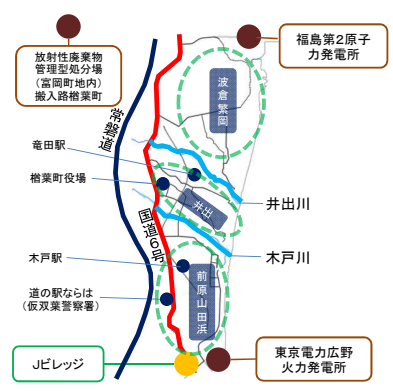 放射性廃棄物
管理型処分場
（富岡町地内）
搬入路楢葉町
福島第２原子
力発電所
常磐道
波倉繁岡
竜田駅
楢葉町役場
井出
井出川
国道６号
木戸川
木戸駅
前原山田浜
道の駅ならは
（仮双葉警察署）
Ｊビレッジ
東京電力広野
火力発電所